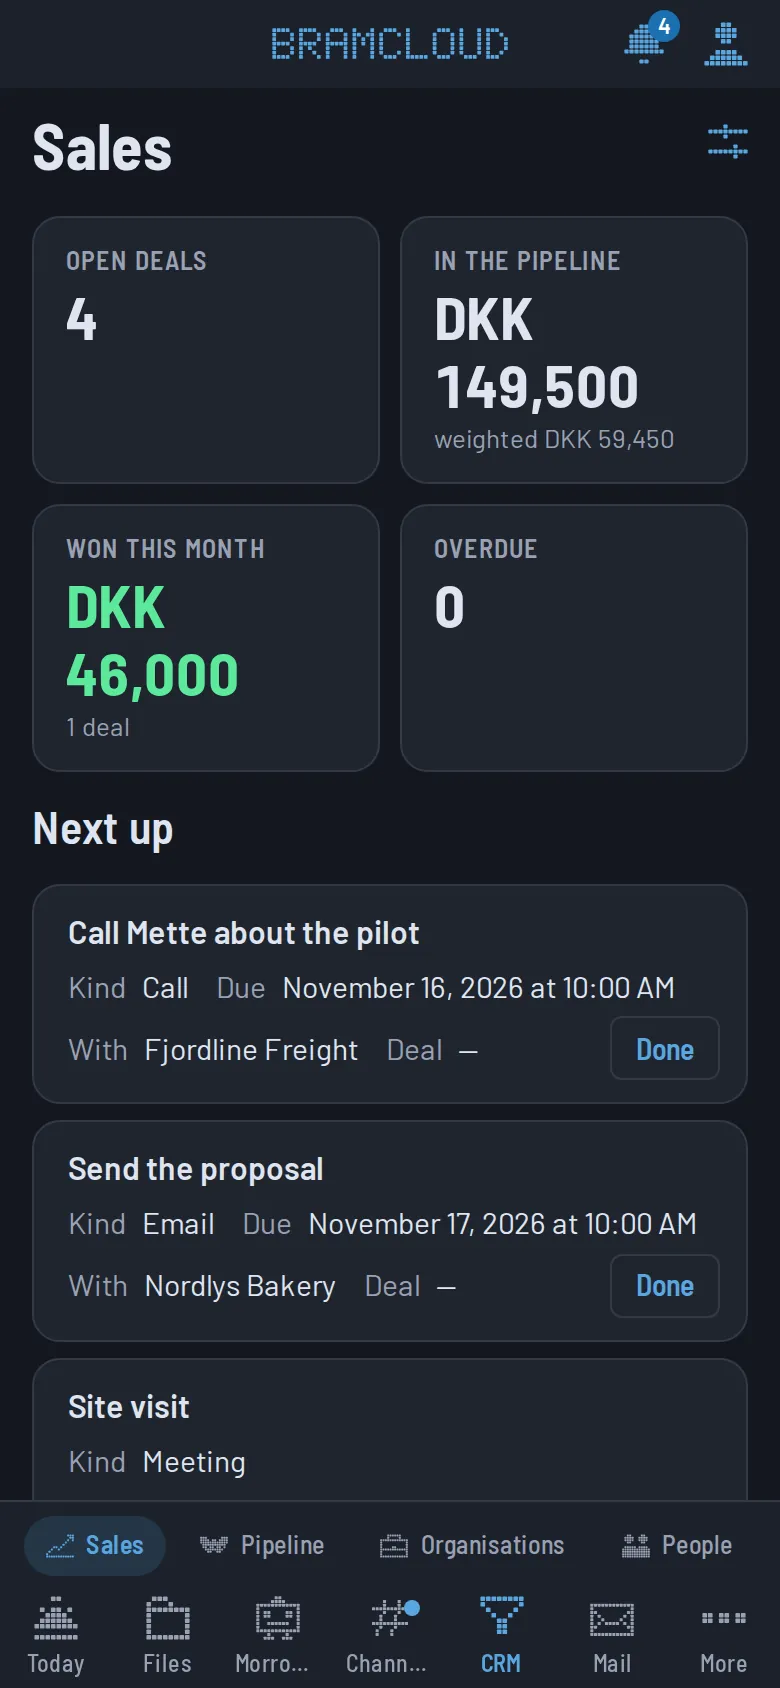 BRAMCLOUD
4
Sales
OPEN DEALS
4
IN THE PIPELINE
DKK
149,500
weighted DKK 59,450
WON THIS MONTH
DKK
46,000
1 deal
OVERDUE
0
Next up
Call Mette about the pilot
Kind Call Due November 16, 2026 at 10:00 AM
With Fjordline Freight Deal — Done
Send the proposal
Kind Email Due November 17, 2026 at 10:00 AM
With Nordlys Bakery Deal — Done
Site visit
Kind Meeting
Sales Pipeline Organisations People
Today Files Morro... Chann... CRM Mail More